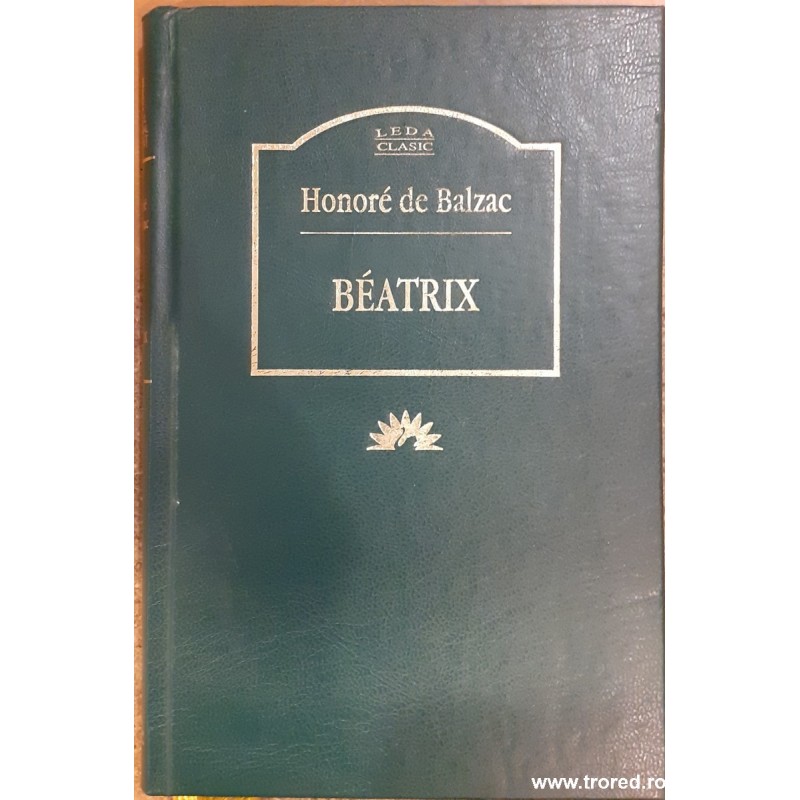 LEDA
CLASIC
Honoré de Balzac
BÉATRIX
www.trored.ro